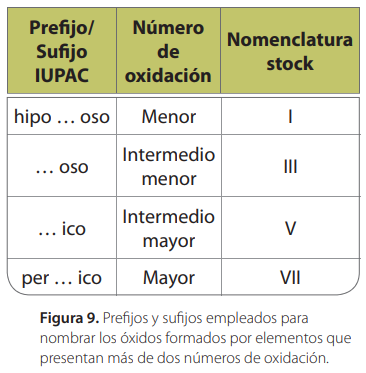 Prefijo/ Número Nomenclatura
Sufijo de stock
IUPAC oxidación
hipo … oso Menor I
… oso Intermedio menor III
… ico Intermedio mayor V
per … ico Mayor VII
Figura 9. Prefijos y sufijos empleados para
nombrar los óxidos formados por elementos que
presentan más de dos números de oxidación.